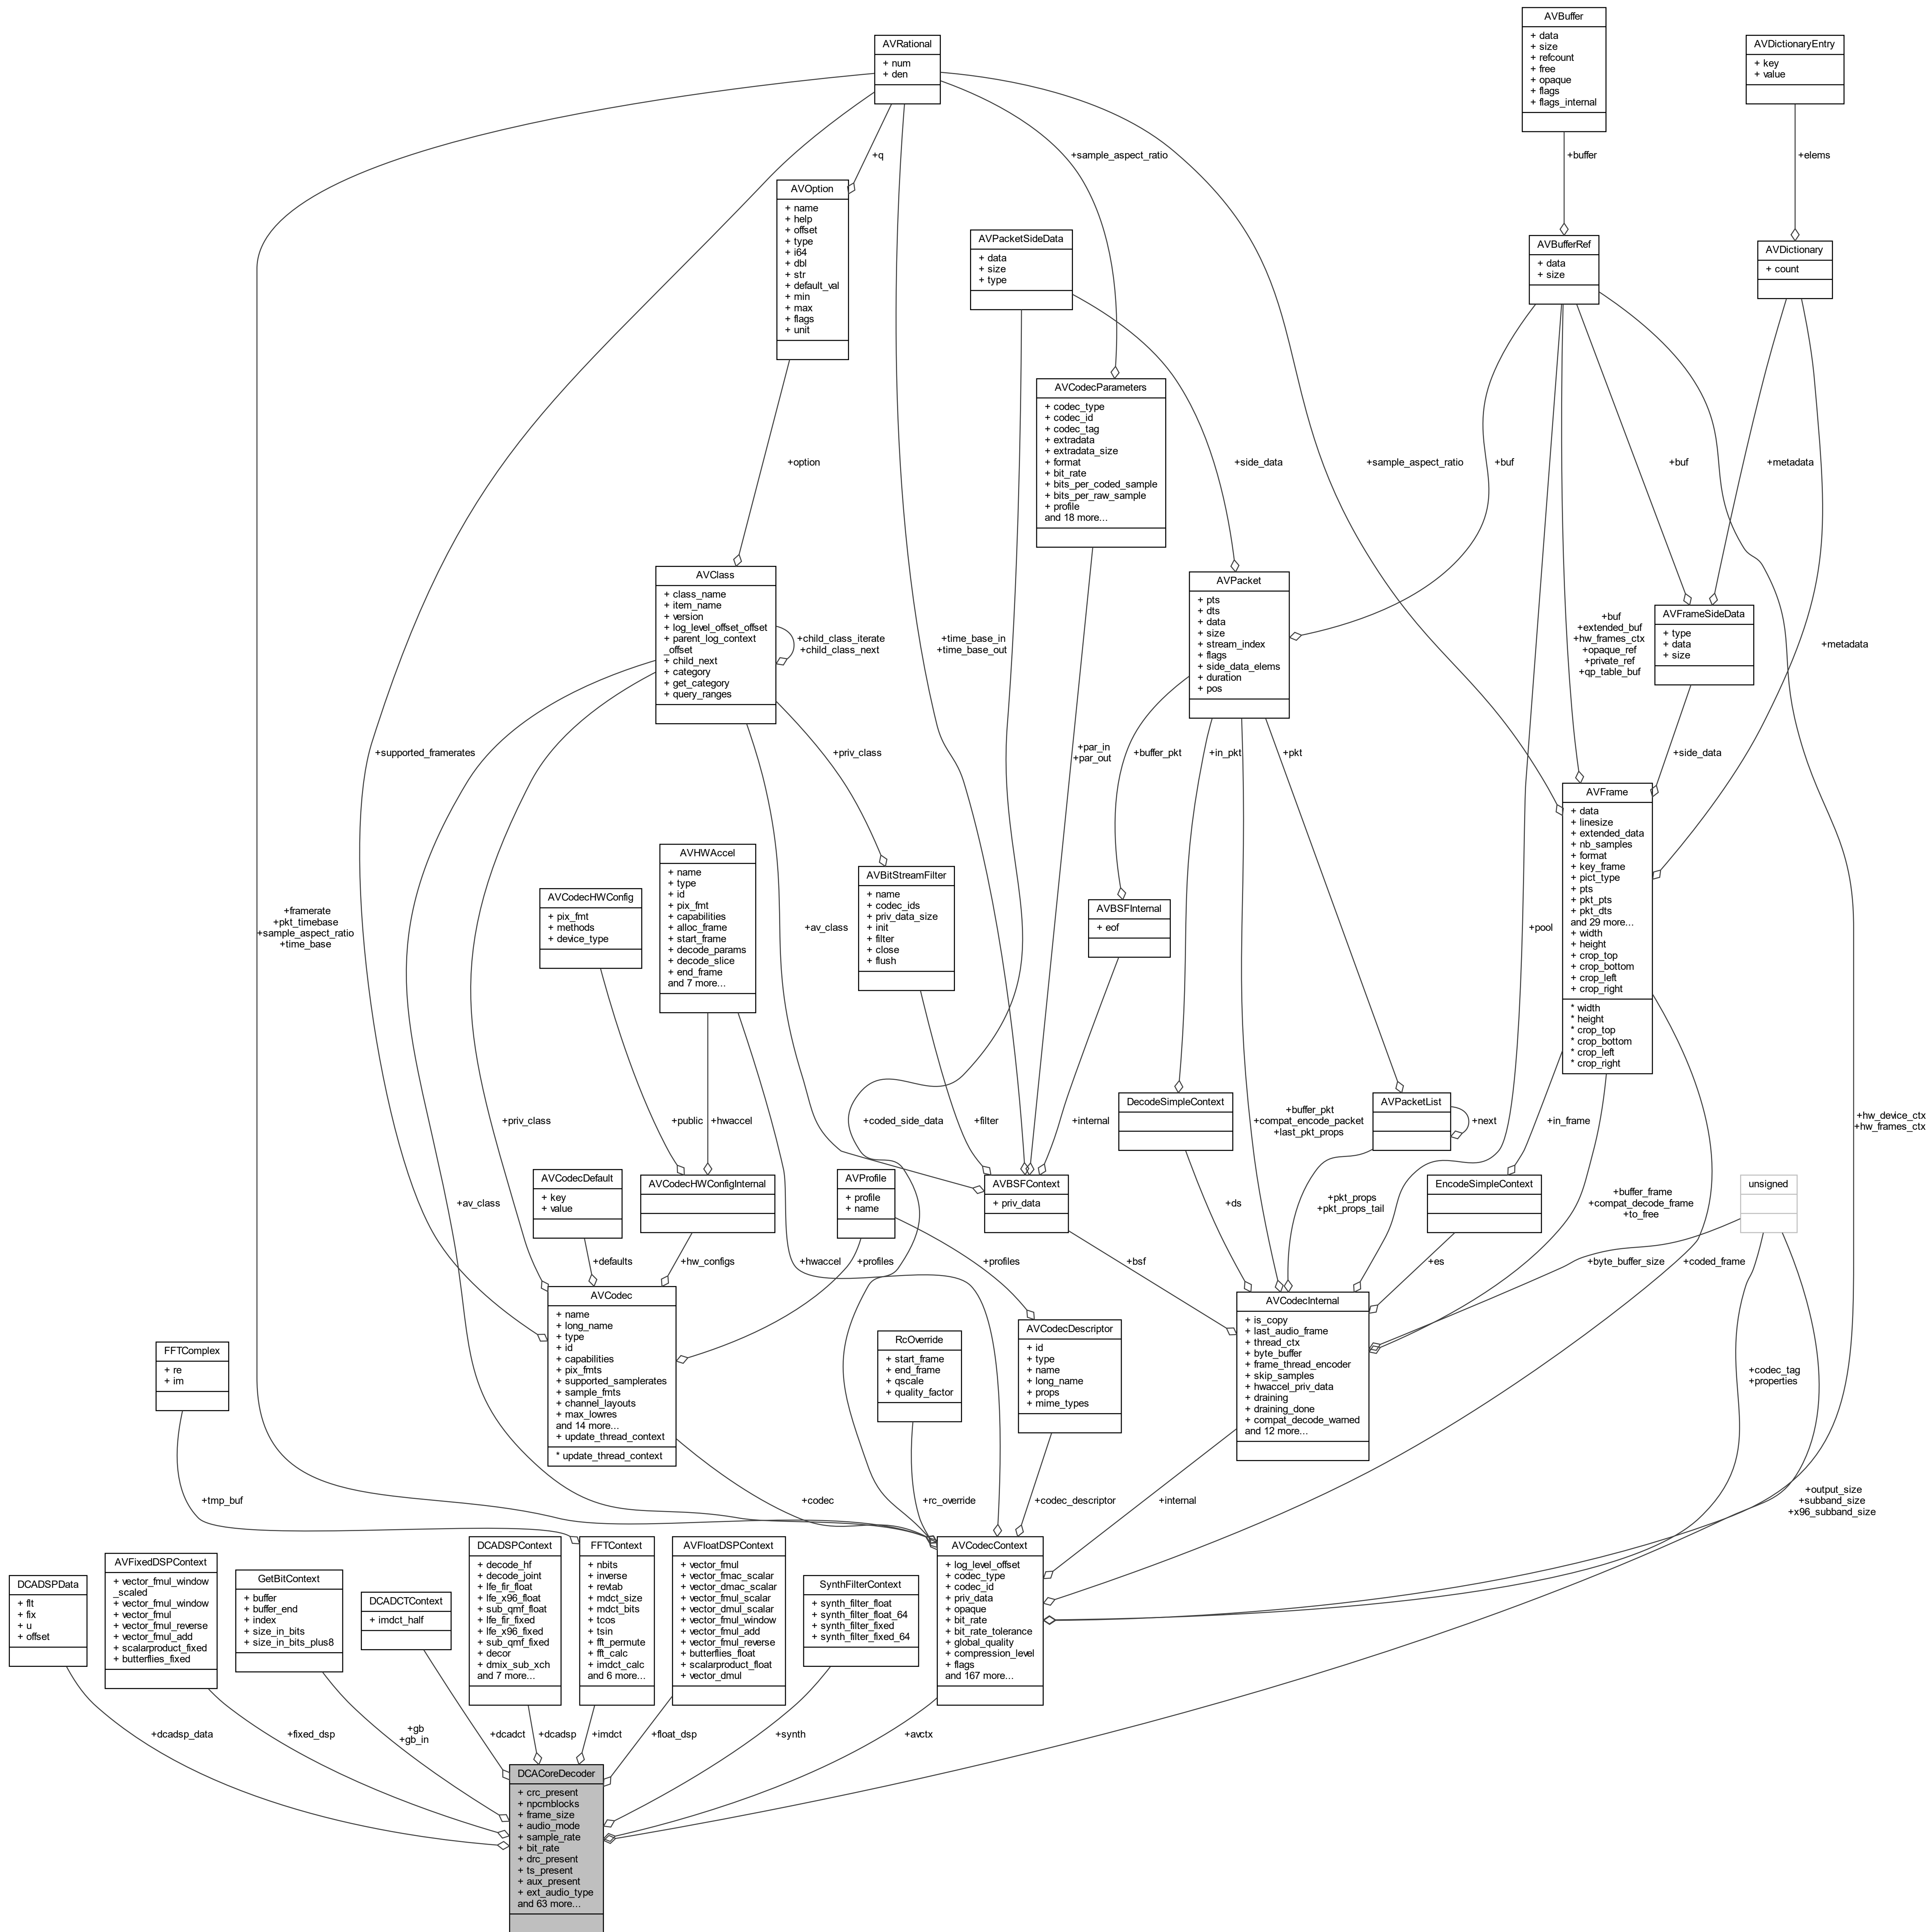 AVBuffer
+ data
+ size
+ refcount
+ free
+ opaque
+ flags
+ flags_internal
AVRational
+ num
+ den
AVDictionaryEntry
+ key
+ value
+q
+sample_aspect_ratio
+buffer
+elems
AVOption
+ name
+ help
+ offset
+ type
+ i64
+ dbl
+ str
+ default_val
+ min
+ max
+ flags
+ unit
AVPacketSideData
+ data
+ size
+ type
AVBufferRef
+ data
+ size
AVDictionary
+ count
AVCodecParameters
+ codec_type
+ codec_id
+ codec_tag
+ extradata
+ extradata_size
+ format
+ bit_rate
+ bits_per_coded_sample
+ bits_per_raw_sample
+ profile
and 18 more...
+option
+side_data
+sample_aspect_ratio
+buf
+buf
+metadata
AVClass
+ class_name
+ item_name
+ version
+ log_level_offset_offset
+ parent_log_context
_offset
+ child_next
+ category
+ get_category
+ query_ranges
+child_class_iterate
+child_class_next
+time_base_in
+time_base_out
AVPacket
+ pts
+ dts
+ data
+ size
+ stream_index
+ flags
+ side_data_elems
+ duration
+ pos
+buf
+extended_buf
+hw_frames_ctx
+opaque_ref
+private_ref
+qp_table_buf
AVFrameSideData
+ type
+ data
+ size
+metadata
+supported_framerates
+priv_class
+par_in
+par_out
+buffer_pkt
+in_pkt
+pkt
+side_data
AVFrame
+ data
+ linesize
+ extended_data
+ nb_samples
+ format
+ key_frame
+ pict_type
+ pts
+ pkt_pts
+ pkt_dts
and 29 more...
+ width
+ height
+ crop_top
+ crop_bottom
+ crop_left
+ crop_right
* width
* height
* crop_top
* crop_bottom
* crop_left
* crop_right
AVHWAccel
+ name
+ type
+ id
+ pix_fmt
+ capabilities
+ alloc_frame
+ start_frame
+ decode_params
+ decode_slice
+ end_frame
and 7 more...
AVCodecHWConfig
+ pix_fmt
+ methods
+ device_type
AVBitStreamFilter
+ name
+ codec_ids
+ priv_data_size
+ init
+ filter
+ close
+ flush
AVBSFInternal
+ eof
+framerate
+pkt_timebase
+sample_aspect_ratio
+time_base
+av_class
+pool
+priv_class
+public
+hwaccel
+coded_side_data
+filter
+internal
DecodeSimpleContext
+buffer_pkt
+compat_encode_packet
+last_pkt_props
AVPacketList
+next
+in_frame
+hw_device_ctx
+hw_frames_ctx
AVCodecDefault
+ key
+ value
AVCodecHWConfigInternal
AVProfile
+ profile
+ name
AVBSFContext
+ priv_data
+av_class
+ds
+pkt_props
+pkt_props_tail
EncodeSimpleContext
+buffer_frame
+compat_decode_frame
+to_free
unsigned
+defaults
+hw_configs
+hwaccel
+profiles
+profiles
+bsf
+es
+byte_buffer_size
+coded_frame
AVCodec
+ name
+ long_name
+ type
+ id
+ capabilities
+ pix_fmts
+ supported_samplerates
+ sample_fmts
+ channel_layouts
+ max_lowres
and 14 more...
+ update_thread_context
* update_thread_context
AVCodecInternal
+ is_copy
+ last_audio_frame
+ thread_ctx
+ byte_buffer
+ frame_thread_encoder
+ skip_samples
+ hwaccel_priv_data
+ draining
+ draining_done
+ compat_decode_warned
and 12 more...
FFTComplex
+ re
+ im
RcOverride
+ start_frame
+ end_frame
+ qscale
+ quality_factor
AVCodecDescriptor
+ id
+ type
+ name
+ long_name
+ props
+ mime_types
+codec_tag
+properties
+tmp_buf
+codec
+rc_override
+codec_descriptor
+internal
+output_size
+subband_size
+x96_subband_size
DCADSPData
+ flt
+ fix
+ u
+ offset
AVFixedDSPContext
+ vector_fmul_window
_scaled
+ vector_fmul_window
+ vector_fmul
+ vector_fmul_reverse
+ vector_fmul_add
+ scalarproduct_fixed
+ butterflies_fixed
GetBitContext
+ buffer
+ buffer_end
+ index
+ size_in_bits
+ size_in_bits_plus8
DCADCTContext
+ imdct_half
DCADSPContext
+ decode_hf
+ decode_joint
+ lfe_fir_float
+ lfe_x96_float
+ sub_qmf_float
+ lfe_fir_fixed
+ lfe_x96_fixed
+ sub_qmf_fixed
+ decor
+ dmix_sub_xch
and 7 more...
FFTContext
+ nbits
+ inverse
+ revtab
+ mdct_size
+ mdct_bits
+ tcos
+ tsin
+ fft_permute
+ fft_calc
+ imdct_calc
and 6 more...
AVFloatDSPContext
+ vector_fmul
+ vector_fmac_scalar
+ vector_dmac_scalar
+ vector_fmul_scalar
+ vector_dmul_scalar
+ vector_fmul_window
+ vector_fmul_add
+ vector_fmul_reverse
+ butterflies_float
+ scalarproduct_float
+ vector_dmul
SynthFilterContext
+ synth_filter_float
+ synth_filter_float_64
+ synth_filter_fixed
+ synth_filter_fixed_64
AVCodecContext
+ log_level_offset
+ codec_type
+ codec_id
+ priv_data
+ opaque
+ bit_rate
+ bit_rate_tolerance
+ global_quality
+ compression_level
+ flags
and 167 more...
+dcadsp_data
+fixed_dsp
+gb
+gb_in
+dcadct
+dcadsp
+imdct
+float_dsp
+synth
+avctx
DCACoreDecoder
+ crc_present
+ npcmblocks
+ frame_size
+ audio_mode
+ sample_rate
+ bit_rate
+ drc_present
+ ts_present
+ aux_present
+ ext_audio_type
and 63 more...